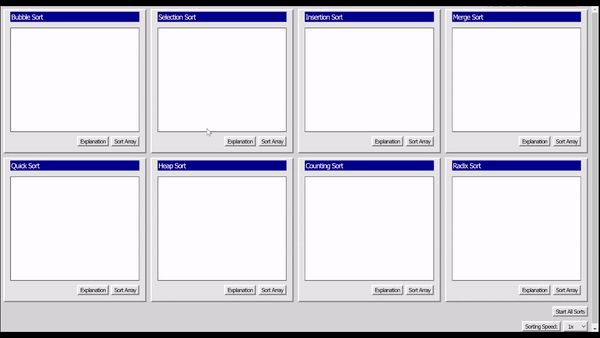 Bubble Sort
Selection Sort
Insertion Sort
Merge Sort
Explanation Sort Array
Explanation Sort Array
Explanation Sort Array
Explanation Sort Array
Quick Sort
Heap Sort
Counting Sort
Radix Sort
Explanation Sort Array
Explanation Sort Array
Explanation Sort Array
Explanation Sort Array
Start All Sorts
Sorting Speed: 1x